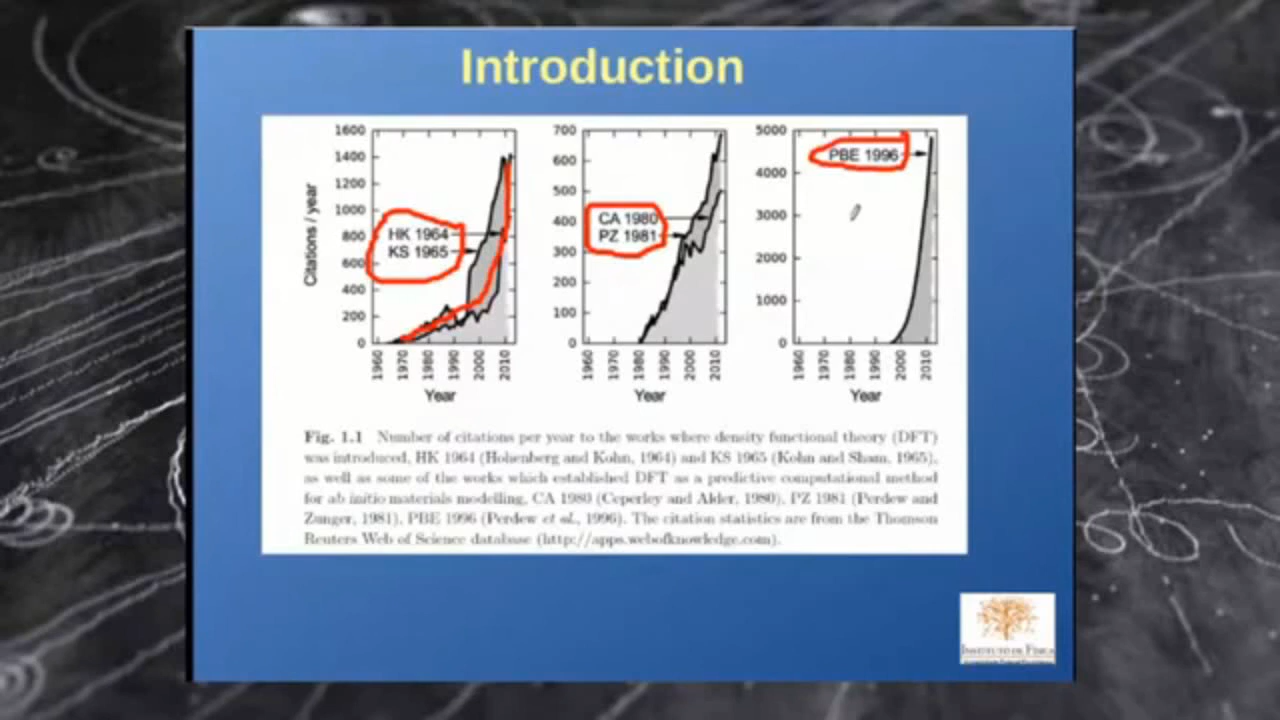 Introduction
1600
1400
1200
1000
800
600
400
200
0
Citations / year
HK 1964
KS 1965
1960
1970
1980
1990
2000
2010
Year
700
600
500
400
300
200
100
0
CA 1980
PZ 1981
1960
1970
1980
1990
2000
2010
Year
5000
4000
3000
2000
1000
0
PBE 1996
1960
1970
1980
1990
2000
2010
Year
Fig. 1.1 Number of citations per year to the works where density functional theory (DFT)
was introduced, HK 1964 (Hohenberg and Kohn, 1964) and KS 1965 (Kohn and Sham, 1965),
as well as some of the works which established DFT as a predictive computational method
for ab initio materials modelling, CA 1980 (Ceperley and Alder, 1980), PZ 1981 (Perdew and
Zunger, 1981), PBE 1996 (Perdew et al., 1996). The citation statistics are from the Thomson
Reuters Web of Science database (http://apps.webofknowledge.com).
INSTITUTO DE FÍSICA